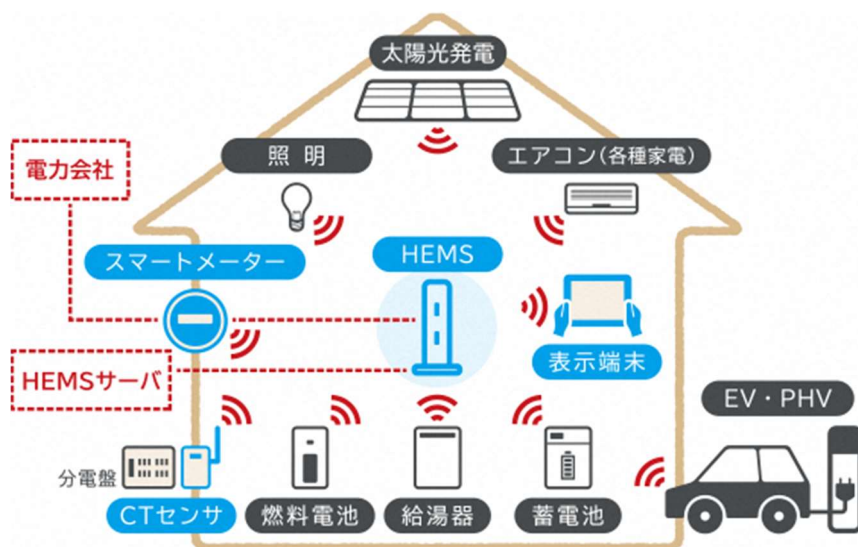 太陽光発電
照明
エアコン(各種家電)
電力会社
スマートメーター
HEMS
表示端末
HEMSサーバ
EV・PHV
分電盤
CTセンサ
燃料電池
給湯器
蓄電池